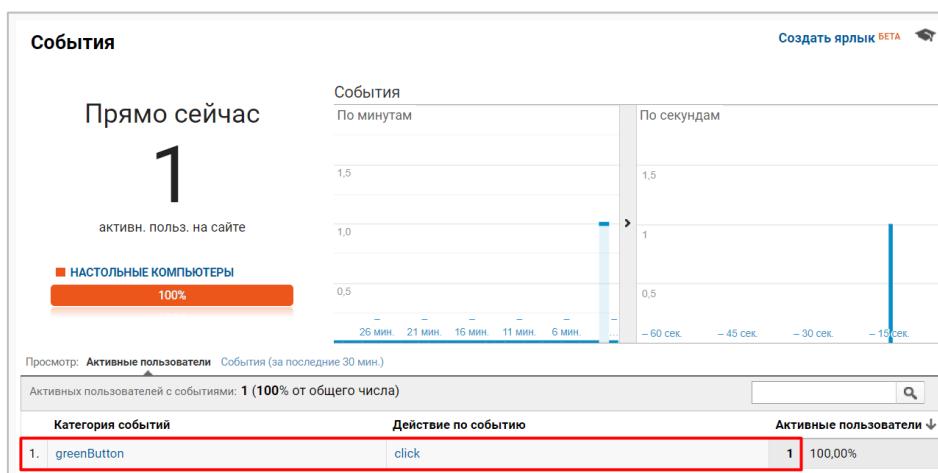 События
Создать ярлык БЕТА
Прямо сейчас
1
активн. польз. на сайте
НАСТОЛЬНЫЕ КОМПЬЮТЕРЫ
100%
События
По минутам
1,5
1,0
0,5
26 мин. 21 мин. 16 мин. 11 мин. 6 мин. ...
По секундам
1,5
1
0,5
– 60 сек. – 45 сек. – 30 сек. – 15 сек.
Просмотр: Активные пользователи События (за последние 30 мин.)
Активных пользователей с событиями: 1 (100% от общего числа)
Категория событий Действие по событию Активные пользователи
1. greenButton click 1 100,00%